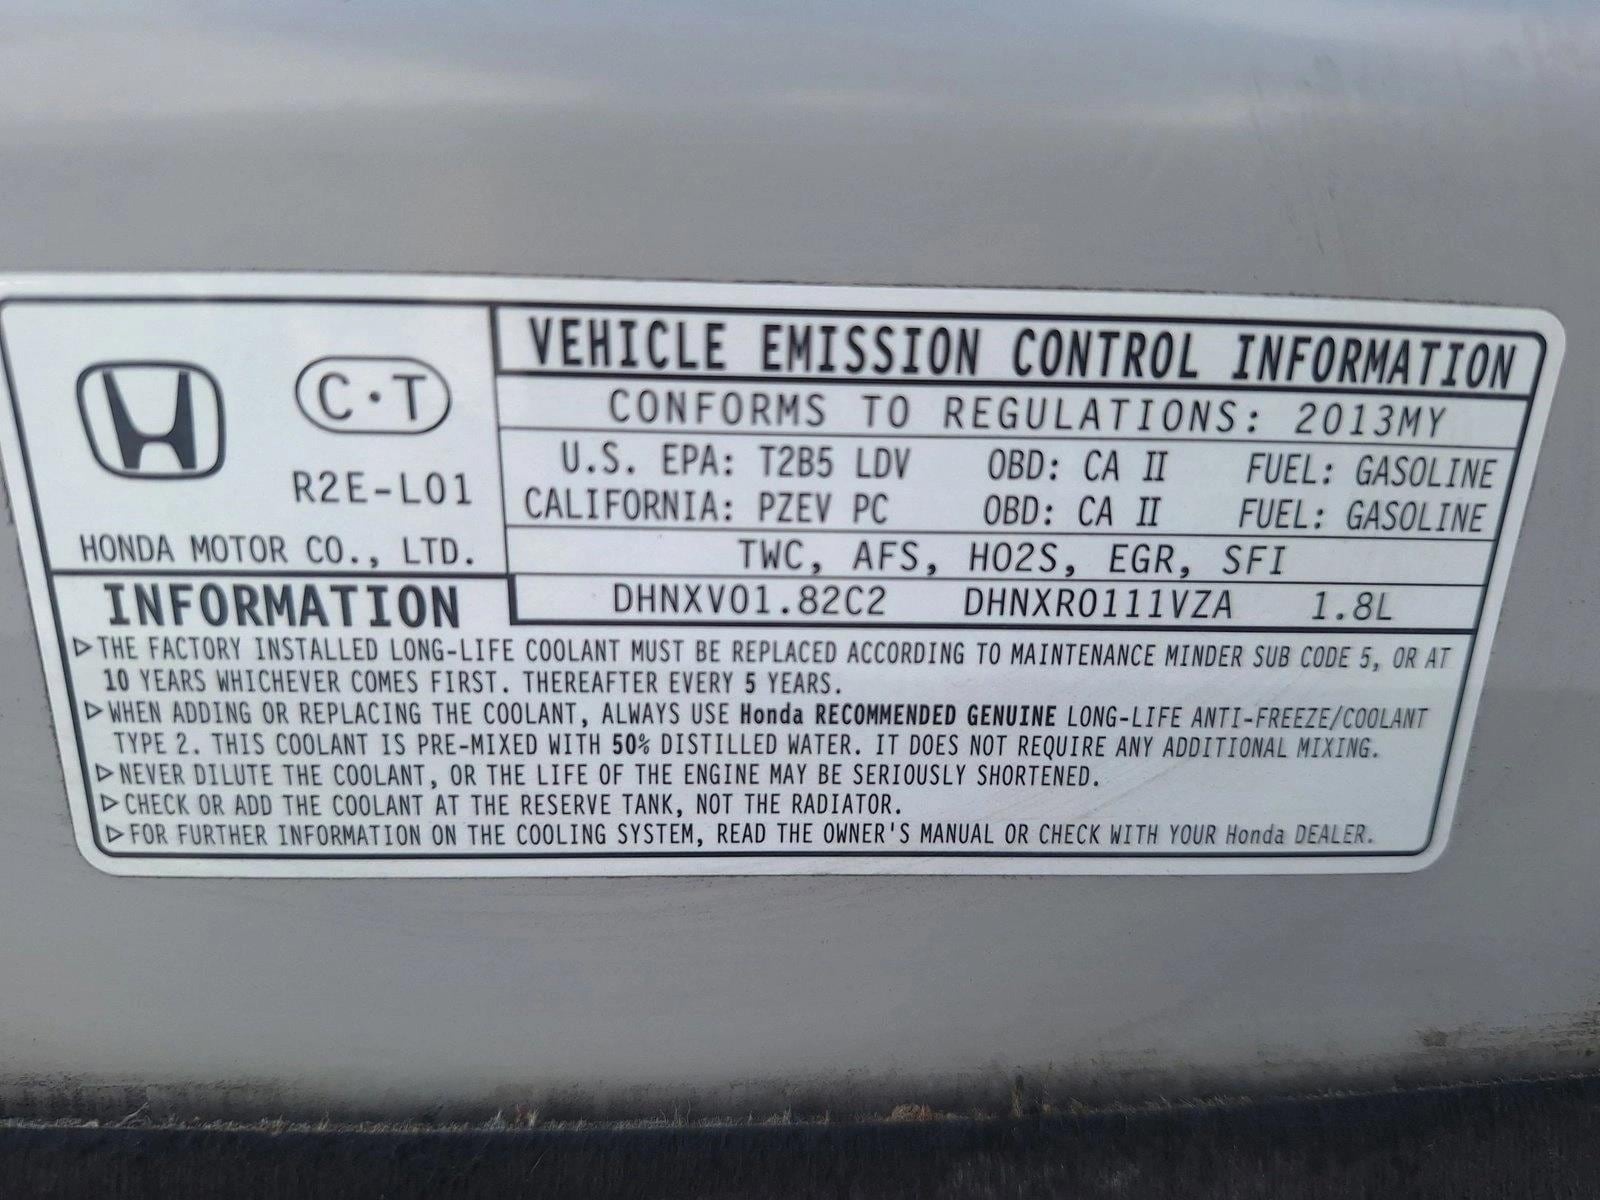 C·T
R2E-L01
HONDA MOTOR CO., LTD.
VEHICLE EMISSION CONTROL INFORMATION
CONFORMS TO REGULATIONS: 2013MY
U.S. EPA: T2B5 LDV OBD: CA II FUEL: GASOLINE
CALIFORNIA: PZEV PC OBD: CA II FUEL: GASOLINE
TWC, AFS, HO2S, EGR, SFI
DHNXV01.82C2 DHNXR0111VZA 1.8L
INFORMATION
▷THE FACTORY INSTALLED LONG-LIFE COOLANT MUST BE REPLACED ACCORDING TO MAINTENANCE MINDER SUB CODE 5, OR AT
10 YEARS WHICHEVER COMES FIRST. THEREAFTER EVERY 5 YEARS.
▷WHEN ADDING OR REPLACING THE COOLANT, ALWAYS USE Honda RECOMMENDED GENUINE LONG-LIFE ANTI-FREEZE/COOLANT
TYPE 2. THIS COOLANT IS PRE-MIXED WITH 50% DISTILLED WATER. IT DOES NOT REQUIRE ANY ADDITIONAL MIXING.
▷NEVER DILUTE THE COOLANT, OR THE LIFE OF THE ENGINE MAY BE SERIOUSLY SHORTENED.
▷CHECK OR ADD THE COOLANT AT THE RESERVE TANK, NOT THE RADIATOR.
▷FOR FURTHER INFORMATION ON THE COOLING SYSTEM, READ THE OWNER'S MANUAL OR CHECK WITH YOUR Honda DEALER.